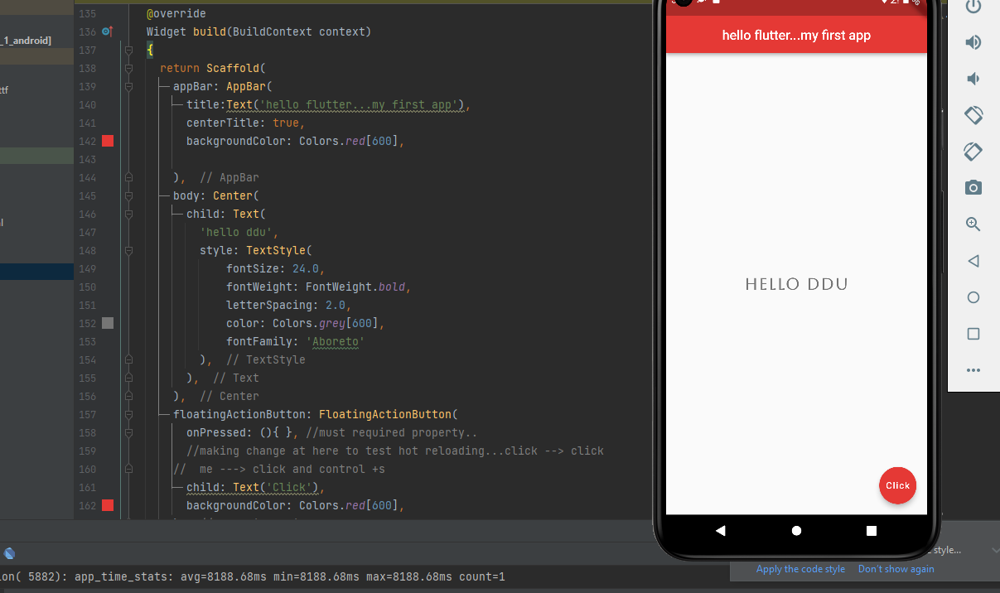 _1_android]
ttf
135 @override
136 Widget build(BuildContext context)
137 {
138 return Scaffold(
139 appBar: AppBar(
140 title:Text('hello flutter...my first app'),
141 centerTitle: true,
142 backgroundColor: Colors.red[600],
143
144 ), // AppBar
145 body: Center(
146 child: Text(
147 'hello ddu',
148 style: TextStyle(
149 fontSize: 24.0,
150 fontWeight: FontWeight.bold,
151 letterSpacing: 2.0,
152 color: Colors.grey[600],
153 fontFamily: 'Aboreto'
154 ), // TextStyle
155 ), // Text
156 ), // Center
157 floatingActionButton: FloatingActionButton(
158 onPressed: (){ }, //must required property..
159 //making change at here to test hot reloading...click --> click
160 // me ---> click and control +s
161 child: Text('Click'),
162 backgroundColor: Colors.red[600],
hello flutter...my first app
HELLO DDU
Click
style...
Apply the code style Don't show again
ion( 5882): app_time_stats: avg=8188.68ms min=8188.68ms max=8188.68ms count=1